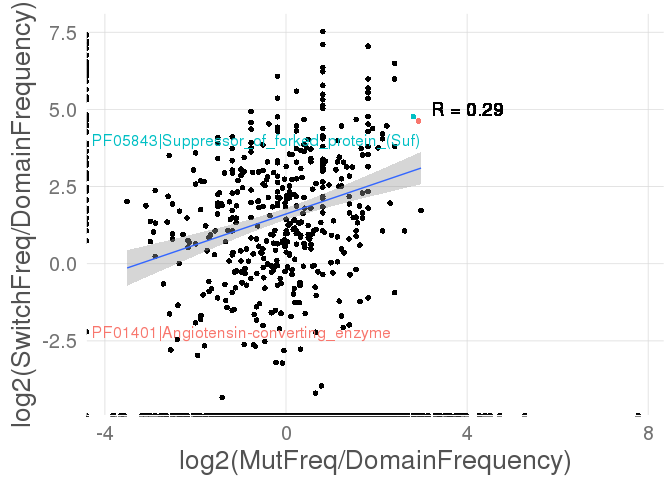 7.5
5.0
R = 0.29
PF05843|Suppressor_of_forked_protein_(Suf)
2.5
0.0
PF01401|Angiotensin-converting_enzyme
-2.5
-4
0
4
8
log2(MutFreq/DomainFrequency)
log2(SwitchFreq/DomainFrequency)